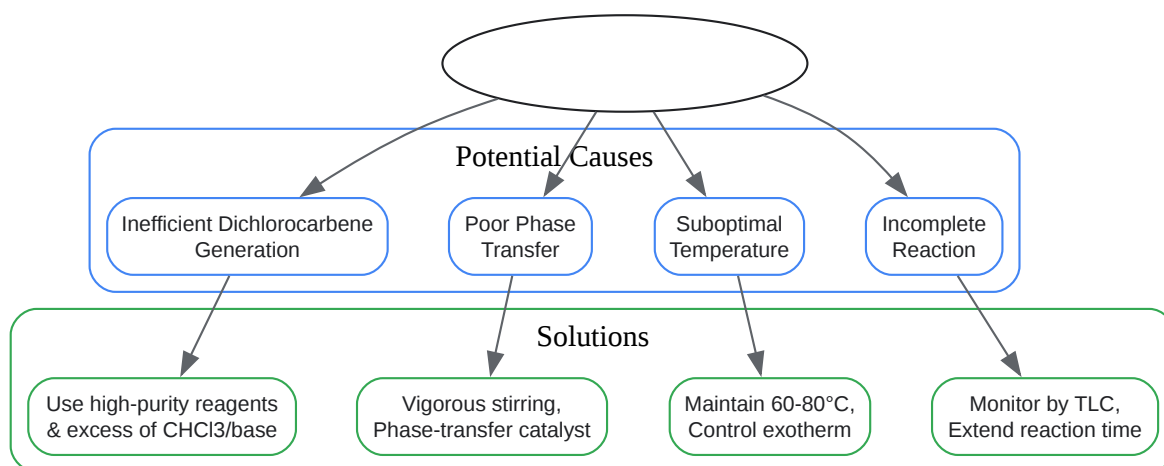 Potential Causes
Inefficient Dichlorocarbene
Generation
Poor Phase
Transfer
Suboptimal
Temperature
Incomplete
Reaction
Solutions
Use high-purity reagents
& excess of CHCl3/base
Vigorous stirring,
Phase-transfer catalyst
Maintain 60-80°C,
Control exotherm
Monitor by TLC,
Extend reaction time